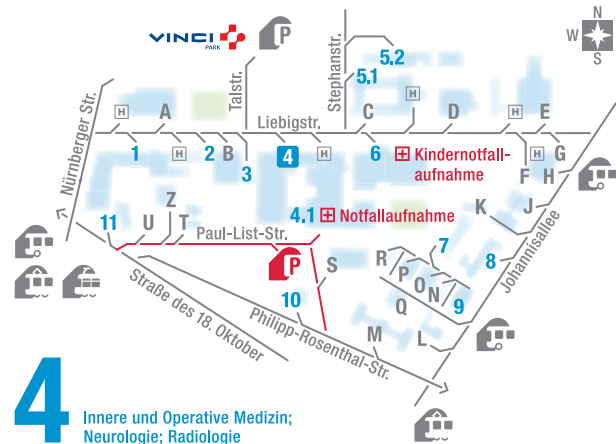 VINCI
PARK
P
N
W
S
5.2
5.1
Talstr.
Stephanstr.
Nürnberger Str.
H
A
C
H
D
H
E
Liebigstr.
1
H
2
B
3
4
H
6
Kindernotfall-
aufnahme
F
H
G
H
4.1
Notfallaufnahme
Z
K
J
11
U
T
Paul-List-Str.
P
S
R
P
O
N
7
8
Johannisallee
Q
9
10
Straße des 18. Oktober
Philipp-Rosenthal-Str.
M
L
4
Innere und Operative Medizin;
Neurologie; Radiologie